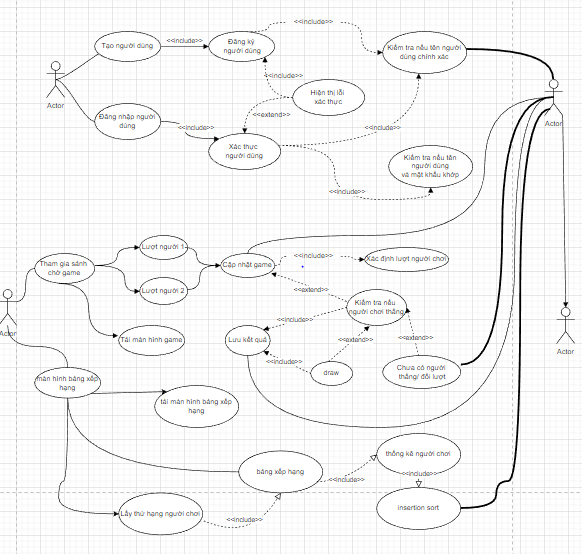 Tạo người dùng
<<include>>
Đăng ký
người dùng
<<include>>
Kiểm tra nếu tên người
dùng chính xác
Actor
<<include>>
Hiện thị lỗi
xác thực
Actor
Đăng nhập người
dùng
<<include>>
<<extend>>
<<include>>
Xác thực
người dùng
Kiểm tra nếu tên
người dùng
và mật khẩu khớp
<<include>>
Lượt người 1
Tham gia sảnh
chờ game
Cập nhật game
<<include>>
Xác định lượt người chơi
Lượt người 2
<<extend>>
Kiểm tra nếu
người chơi thắng
<<include>>
Actor
Tải màn hình game
Lưu kết quả
<<extend>>
<<extend>>
Actor
<<include>>
draw
Chưa có người
thắng/ đổi lượt
màn hình bảng xếp
hạng
tải màn hình bảng xếp
hạng
bảng xếp hạng
thống kê người chơi
<<include>>
<<include>>
Lấy thứ hạng người chơi
<<include>>
insertion sort